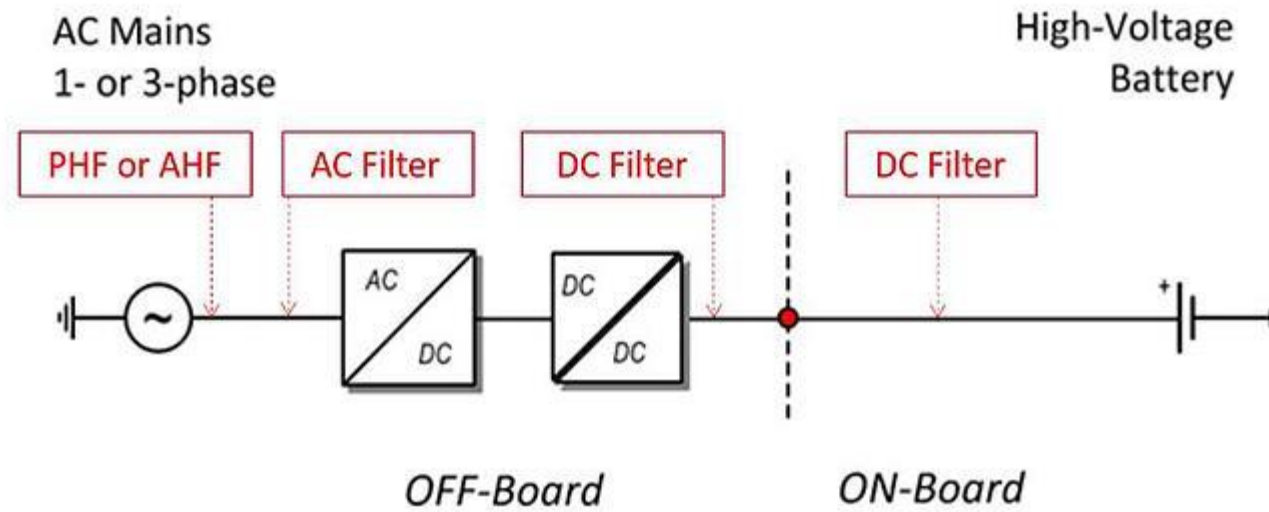 AC Mains
1- or 3-phase
High-Voltage
Battery
PHF or AHF
AC Filter
DC Filter
DC Filter
~
AC
DC
DC
DC
+
OFF-Board
ON-Board